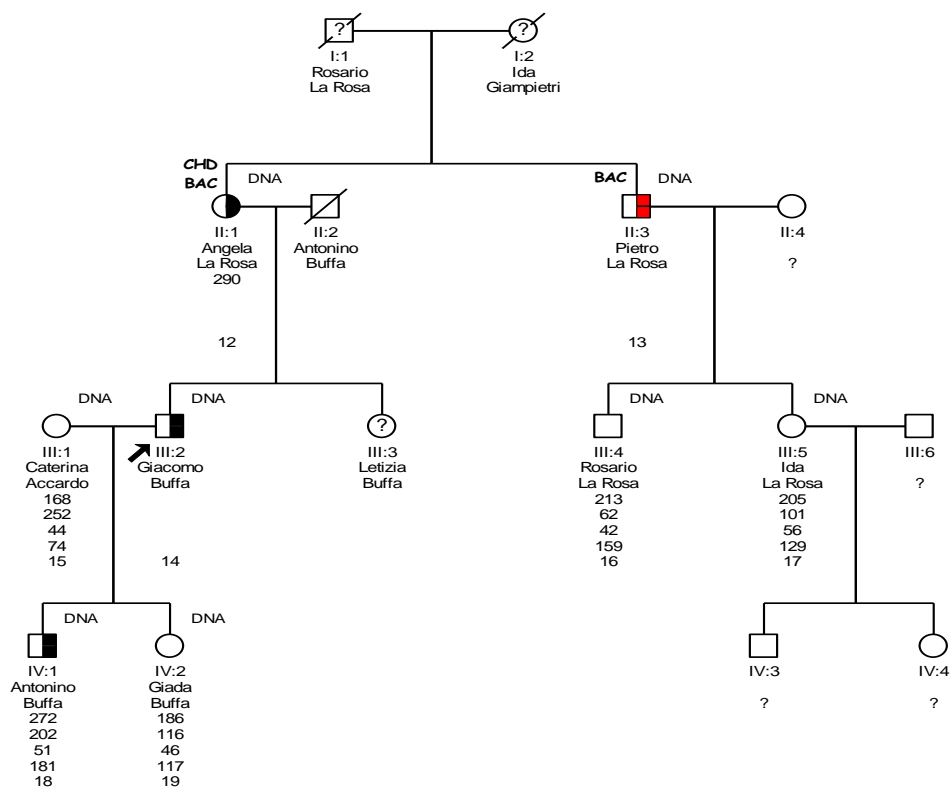 ? ?
I:1 I:2
Rosario Ida
La Rosa Giampietri
CHD
BAC DNA BAC DNA
II:1 II:2 II:3 II:4
Angela Antonino Pietro ?
La Rosa Buffa La Rosa
290
12 13
DNA DNA DNA DNA
?
III:1 III:2 III:3 III:4 III:5 III:6
Caterina Giacomo Letizia Rosario Ida ?
Accardo Buffa Buffa La Rosa La Rosa
168 213 205
252 62 101
44 42 56
74 159 129
15 14 16 17
DNA DNA
IV:1 IV:2 IV:3 IV:4
Antonino Giada ? ?
Buffa Buffa
272 186
202 116
51 46
181 117
18 19